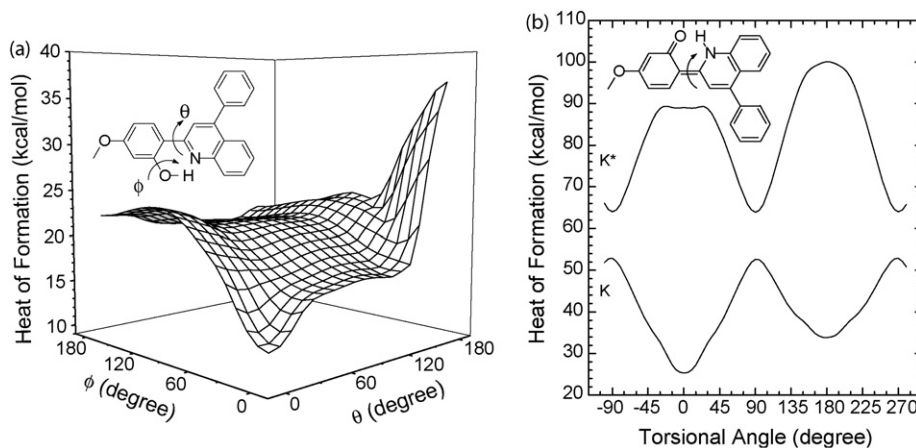 (a)
Heat of Formation (kcal/mol)
40
35
30
25
20
15
10
180
120
60
0
ϕ (degree)
0
60
120
180
θ (degree)
θ
O
N
O-H
ϕ
(b)
Heat of Formation (kcal/mol)
110
100
90
80
70
60
50
40
30
20
O H
N
O
K*
K
-90 -45 0 45 90 135 180 225 270
Torsional Angle (degree)